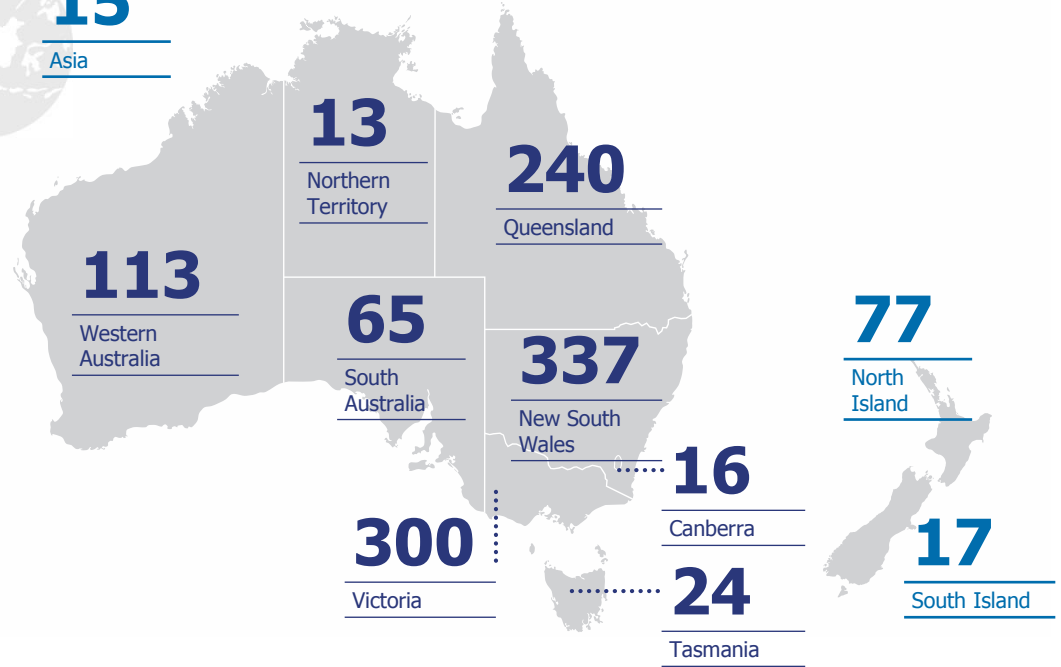 15
Asia
13
Northern
Territory
240
Queensland
113
Western
Australia
65
South
Australia
337
New South
Wales
77
North
Island
16
Canberra
300
Victoria
17
South Island
24
Tasmania